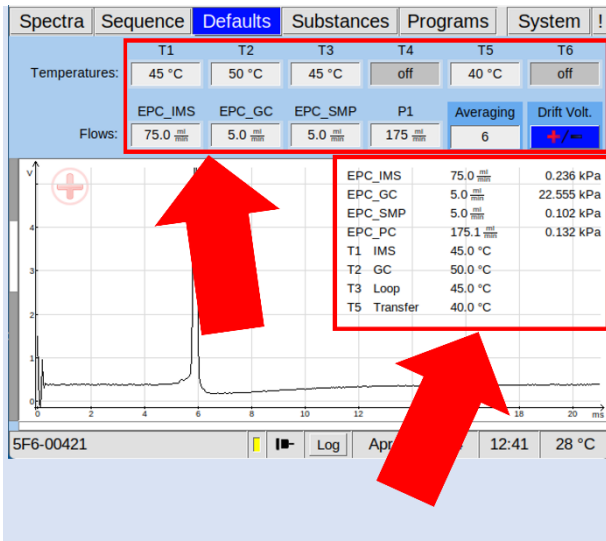 Spectra Sequence Defaults Substances Programs System !
T1 T2 T3 T4 T5 T6
Temperatures: 45 °C 50 °C 45 °C off 40 °C off
EPC_IMS EPC_GC EPC_SMP P1 Averaging Drift Volt.
Flows: 75.0 ml/min 5.0 ml/min 5.0 ml/min 175 ml/min 6 +/-
V
EPC_IMS 75.0 ml/min 0.236 kPa
EPC_GC 5.0 ml/min 22.555 kPa
EPC_SMP 5.0 ml/min 0.102 kPa
EPC_PC 175.1 ml/min 0.132 kPa
T1 IMS 45.0 °C
T2 GC 50.0 °C
T3 Loop 45.0 °C
T5 Transfer 40.0 °C
4
3
2
1
0
0 2 4 6 8 10 12 18 20 ms
5F6-00421 Log 12:41 28 °C